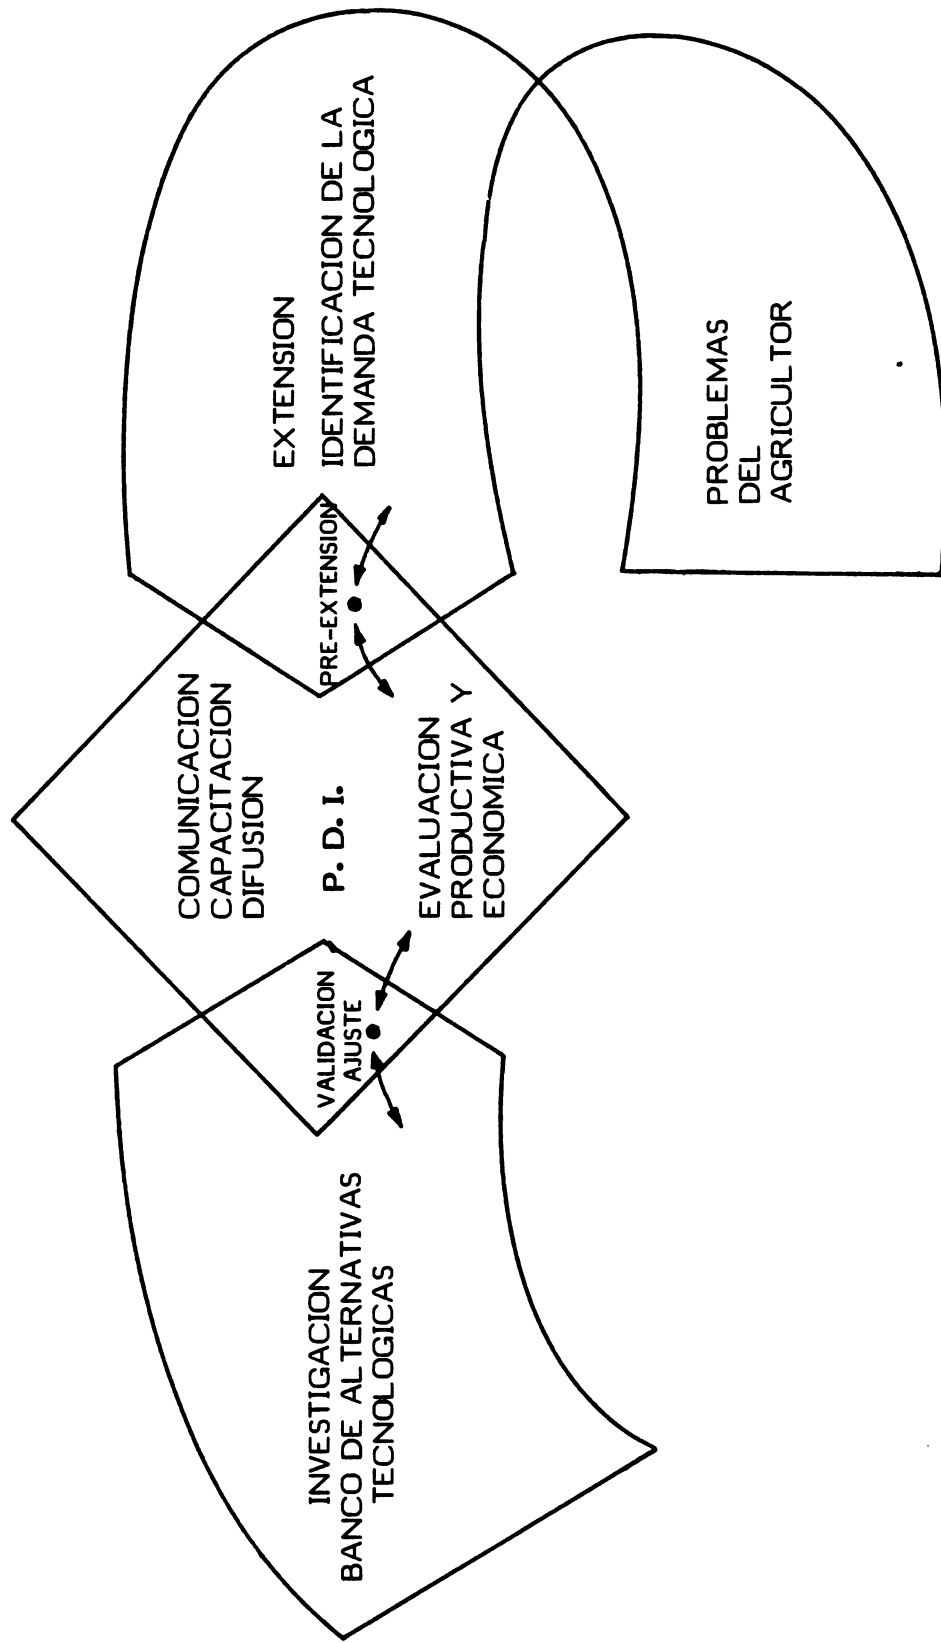 INVESTIGACION
BANCO DE ALTERNATIVAS
TECNOLOGICAS
VALIDACION
AJUSTE
COMUNICACION
CAPACITACION
DIFUSION
P. D. I.
EVALUACION
PRODUCTIVA Y
ECONOMICA
PRE-EXTENSION
EXTENSION
IDENTIFICACION DE LA
DEMANDA TECNOLOGICA
PROBLEMAS
DEL
AGRICULTOR